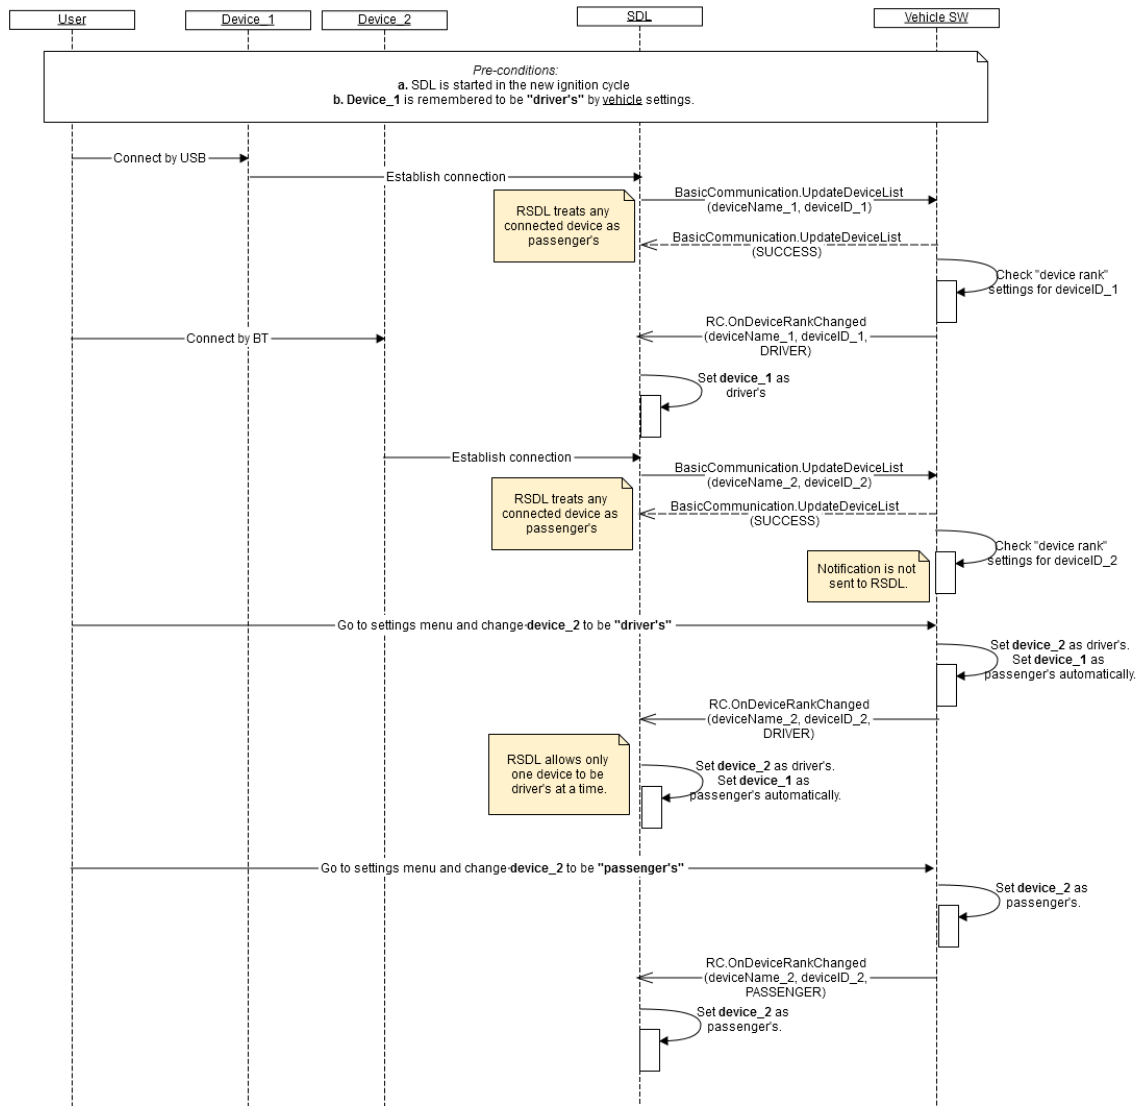 User
Device_1
Device_2
SDL
Vehicle SW
Pre-conditions:
a. SDL is started in the new ignition cycle
b. Device_1 is remembered to be "driver's" by vehicle settings.
Connect by USB
Establish connection
RSDL treats any
connected device as
passenger's
BasicCommunication.UpdateDeviceList
(deviceName_1, deviceID_1)
BasicCommunication.UpdateDeviceList
(SUCCESS)
Check "device rank"
settings for deviceID_1
Connect by BT
RC.OnDeviceRankChanged
(deviceName_1, deviceID_1,
DRIVER)
Set device_1 as
driver's
Establish connection
BasicCommunication.UpdateDeviceList
(deviceName_2, deviceID_2)
RSDL treats any
connected device as
passenger's
BasicCommunication.UpdateDeviceList
(SUCCESS)
Check "device rank"
settings for deviceID_2
Notification is not
sent to RSDL.
Go to settings menu and change device_2 to be "driver's"
Set device_2 as driver's.
Set device_1 as
passenger's automatically.
RC.OnDeviceRankChanged
(deviceName_2, deviceID_2,
DRIVER)
RSDL allows only
one device to be
driver's at a time.
Set device_2 as driver's.
Set device_1 as
passenger's automatically.
Go to settings menu and change device_2 to be "passenger's"
Set device_2 as
passenger's.
RC.OnDeviceRankChanged
(deviceName_2, deviceID_2,
PASSENGER)
Set device_2 as
passenger's.